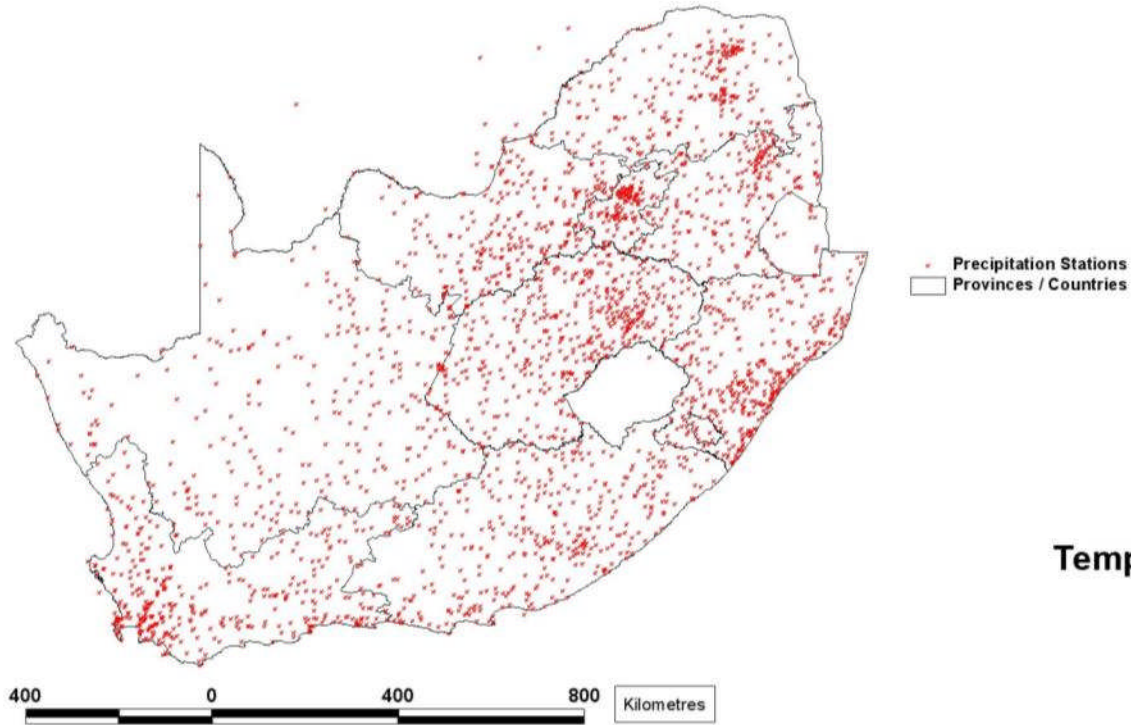 Precipitation Stations
Provinces / Countries
Temp
400 0 400 800
Kilometres